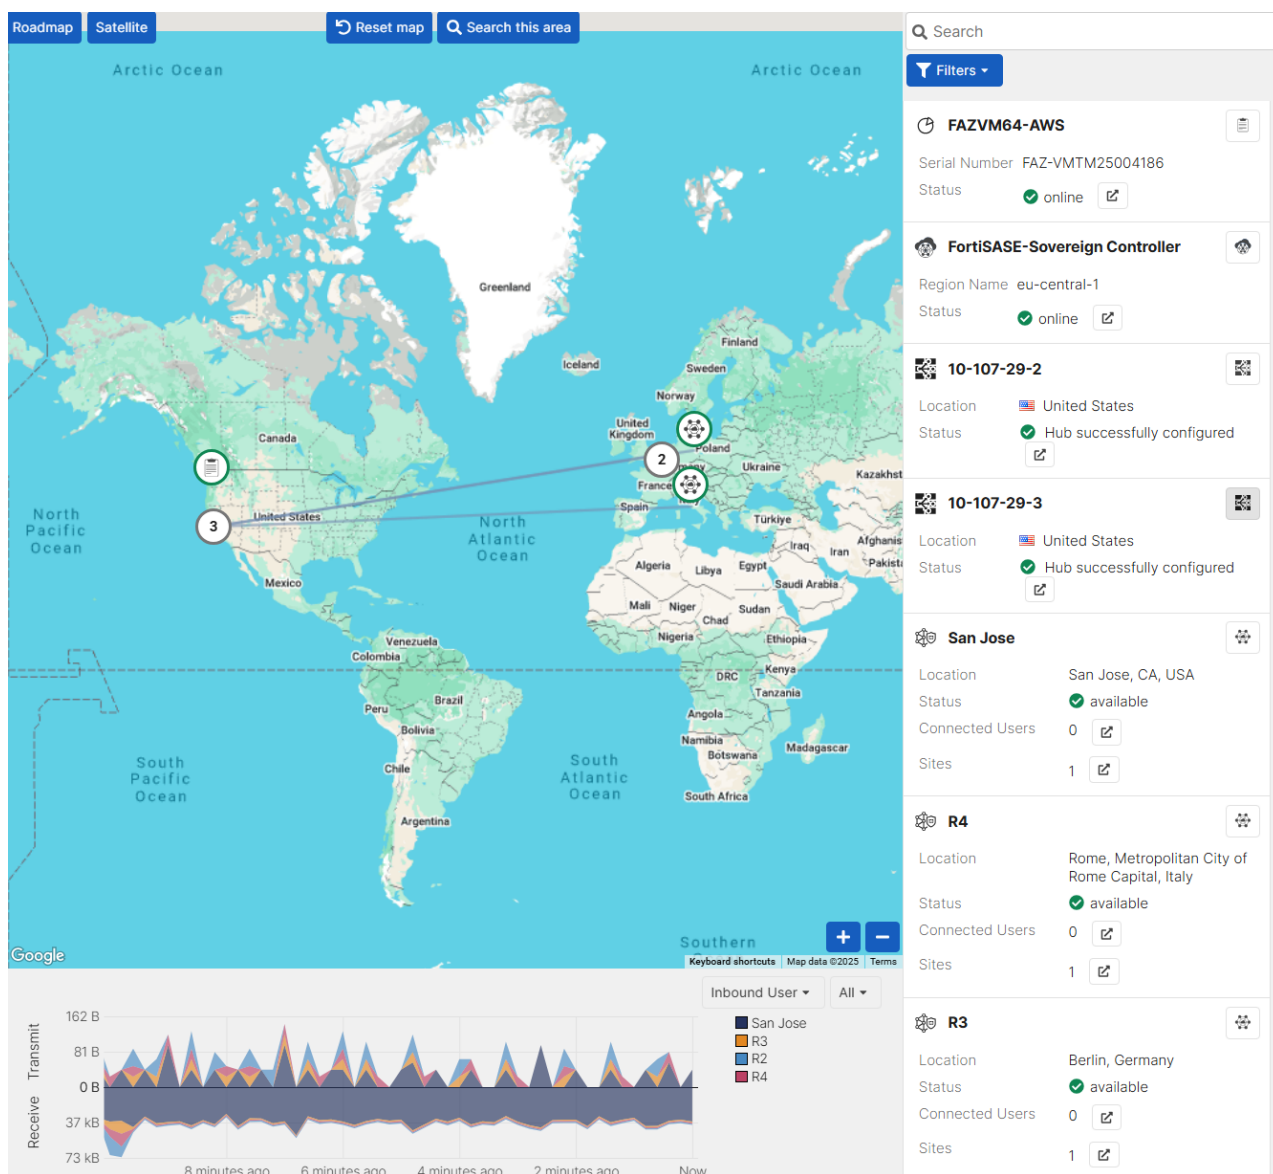 Roadmap
Satellite
Reset map
Search this area
Arctic Ocean
Arctic Ocean
Greenland
Iceland
Finland
Sweden
Norway
United
Kingdom
Poland
2
many
Ukraine
Kazakhst
France
Canada
3
United States
Spain
Italy
Türkiye
North
Pacific
Ocean
North
Atlantic
Ocean
Iraq
Iran
Afghanis
Pakista
Algeria
Libya
Egypt
Saudi Arabia
Mexico
Mali
Niger
Chad
Sudan
Nigeria
Ethiopia
Venezuela
Colombia
DRC
Kenya
Tanzania
Brazil
Peru
Bolivia
Angola
Namibia
Botswana
Madagascar
South
Pacific
Ocean
South
Atlantic
Ocean
Chile
South Africa
Argentina
Southern
+
−
Google
Keyboard shortcuts
Map data ©2025
Terms
Inbound User
All
Transmit
Receive
162 B
81 B
0 B
37 kB
73 kB
8 minutes ago
6 minutes ago
4 minutes ago
2 minutes ago
Now
San Jose
R3
R2
R4
Search
Filters
FAZVM64-AWS
Serial Number FAZ-VMTM25004186
Status online
FortiSASE-Sovereign Controller
Region Name eu-central-1
Status online
10-107-29-2
Location United States
Status Hub successfully configured
10-107-29-3
Location United States
Status Hub successfully configured
San Jose
Location San Jose, CA, USA
Status available
Connected Users 0
Sites 1
R4
Location Rome, Metropolitan City of
Rome Capital, Italy
Status available
Connected Users 0
Sites 1
R3
Location Berlin, Germany
Status available
Connected Users 0
Sites 1